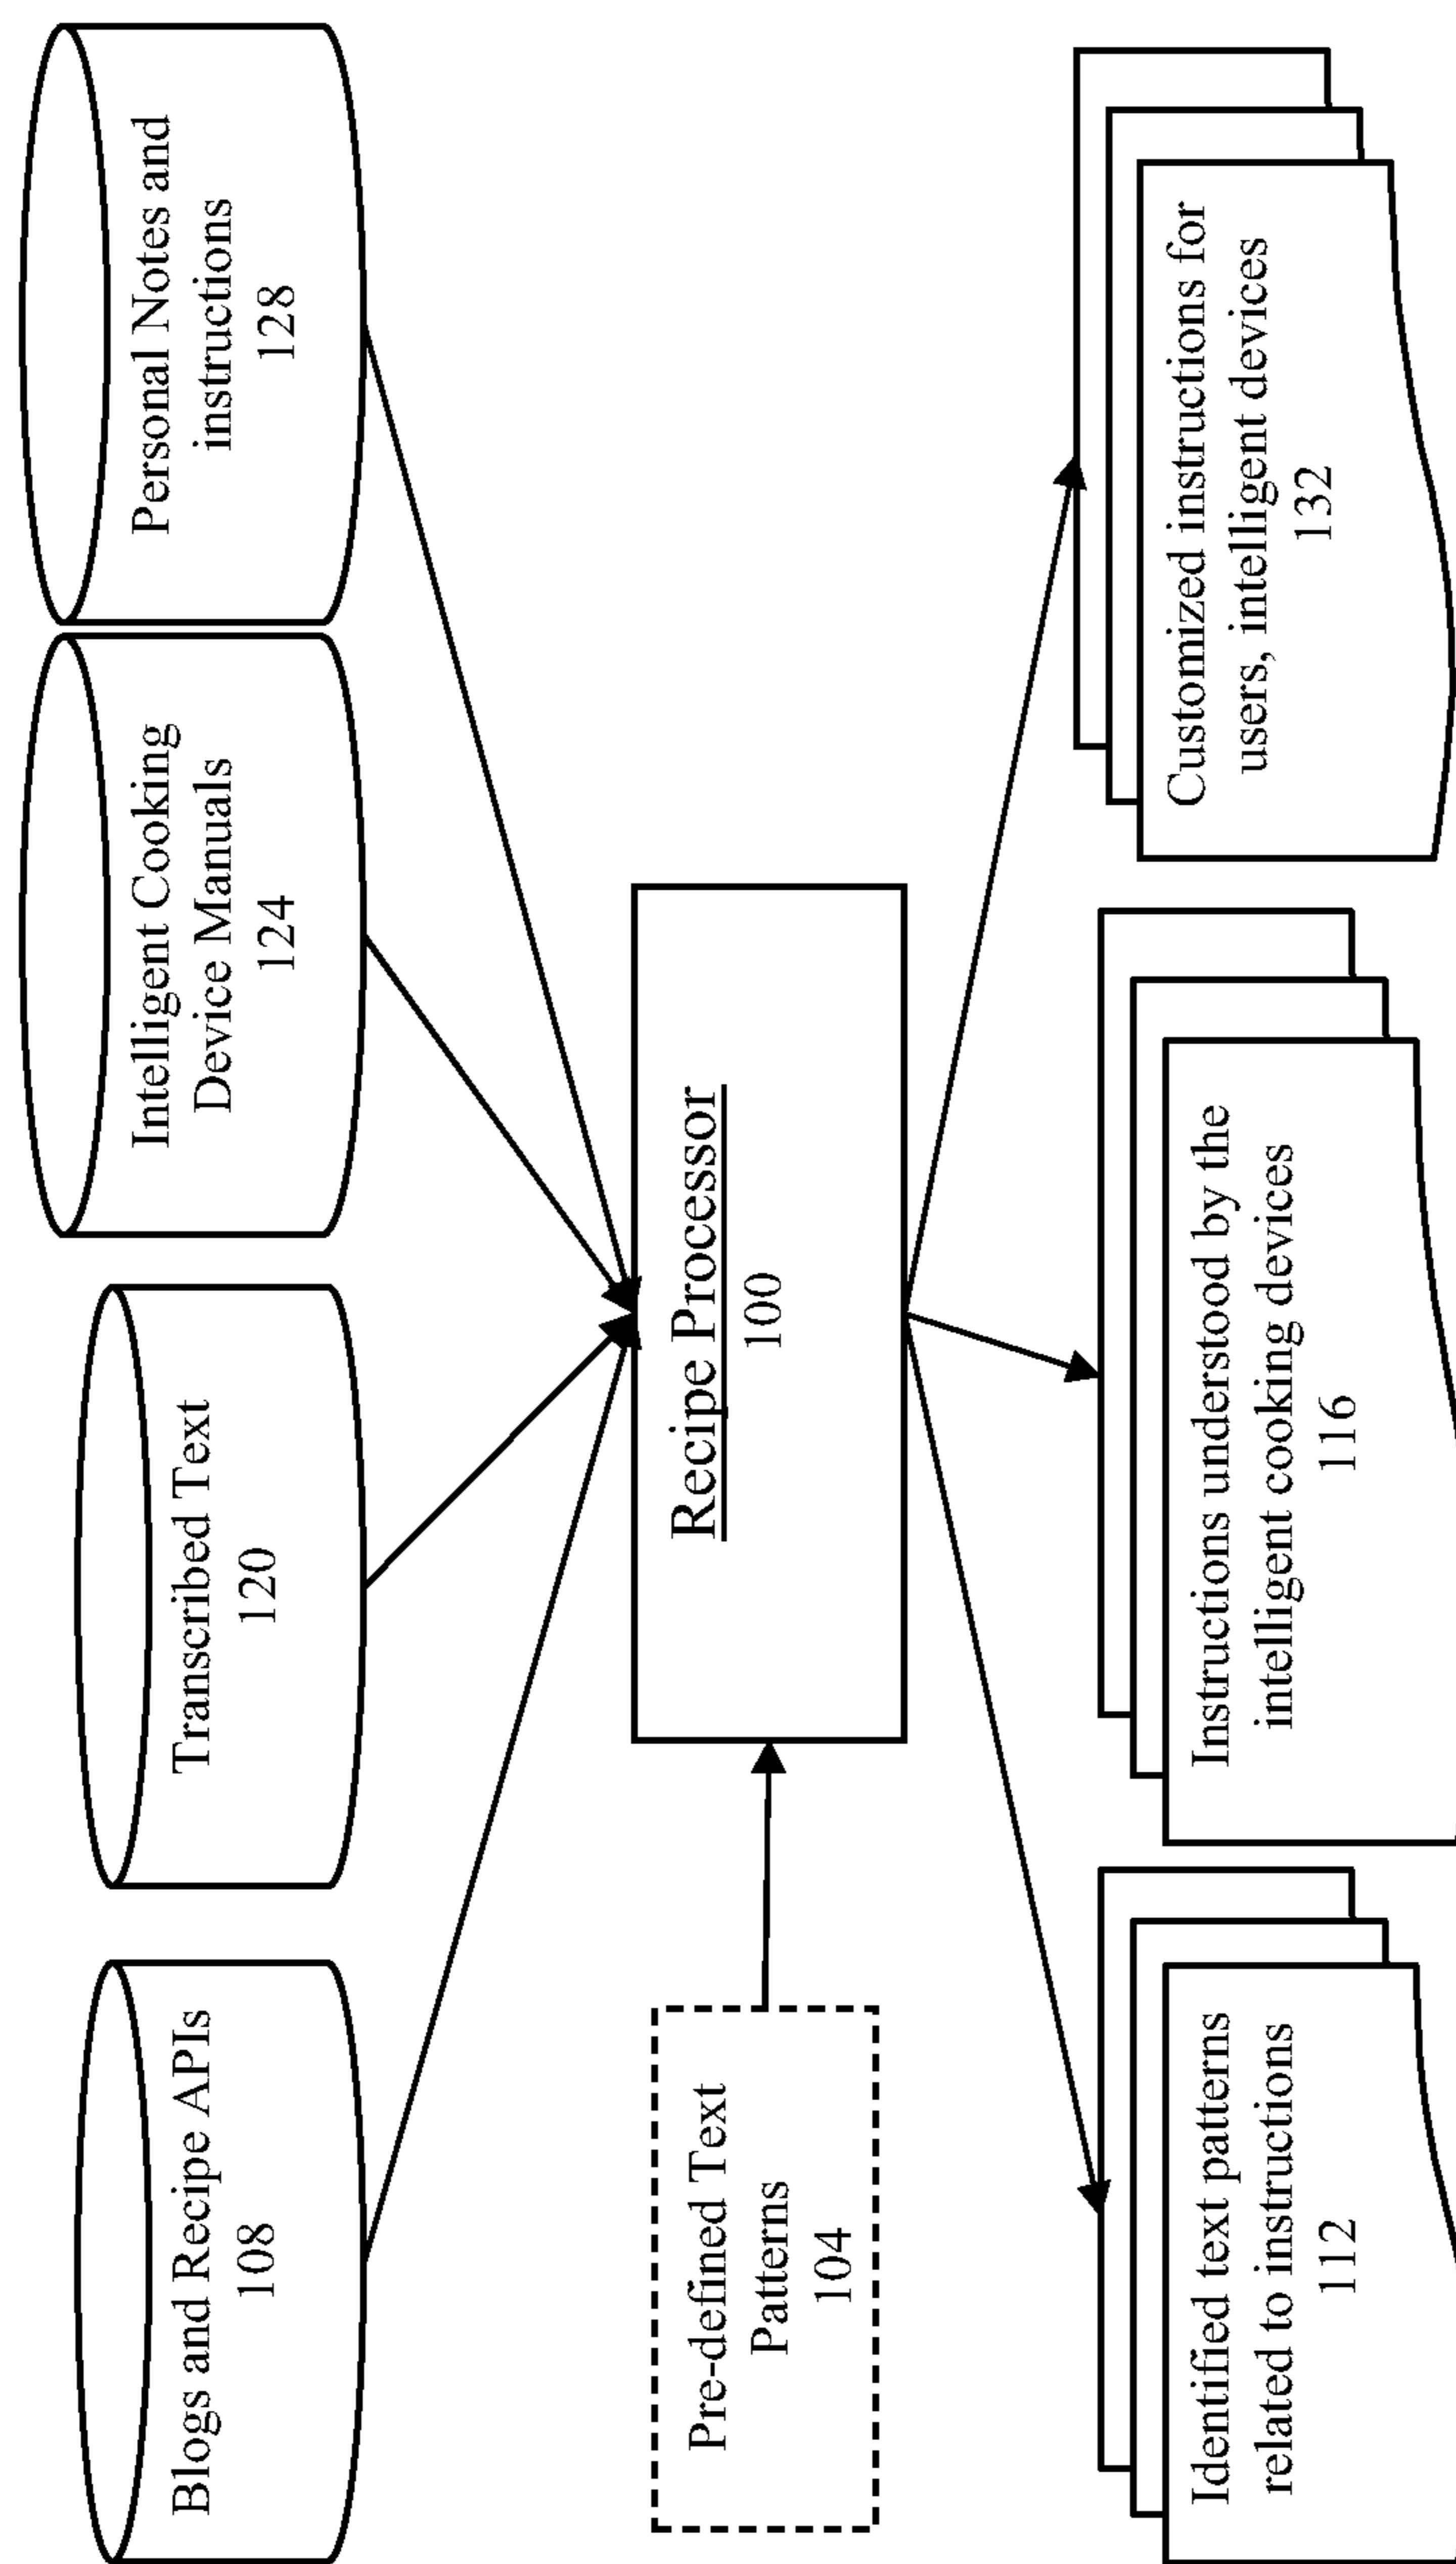 Blogs and Recipe APIs
108
Transcribed Text
120
Intelligent Cooking
Device Manuals
124
Personal Notes and
instructions
128
Pre-defined Text
Patterns
104
Recipe Processor
100
Identified text patterns
related to instructions
112
Instructions understood by the
intelligent cooking devices
116
Customized instructions for
users, intelligent devices
132